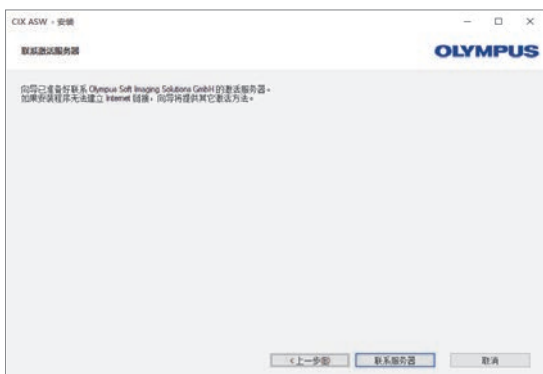 CIX ASW - 安装
联系激活服务器
OLYMPUS
向导已准备好联系 Olympus Soft Imaging Solutions GmbH 的激活服务器。
如果安装程序无法建立 Internet 链接，向导将提供其它激活方法。
<上一步(B)
联系服务器
取消